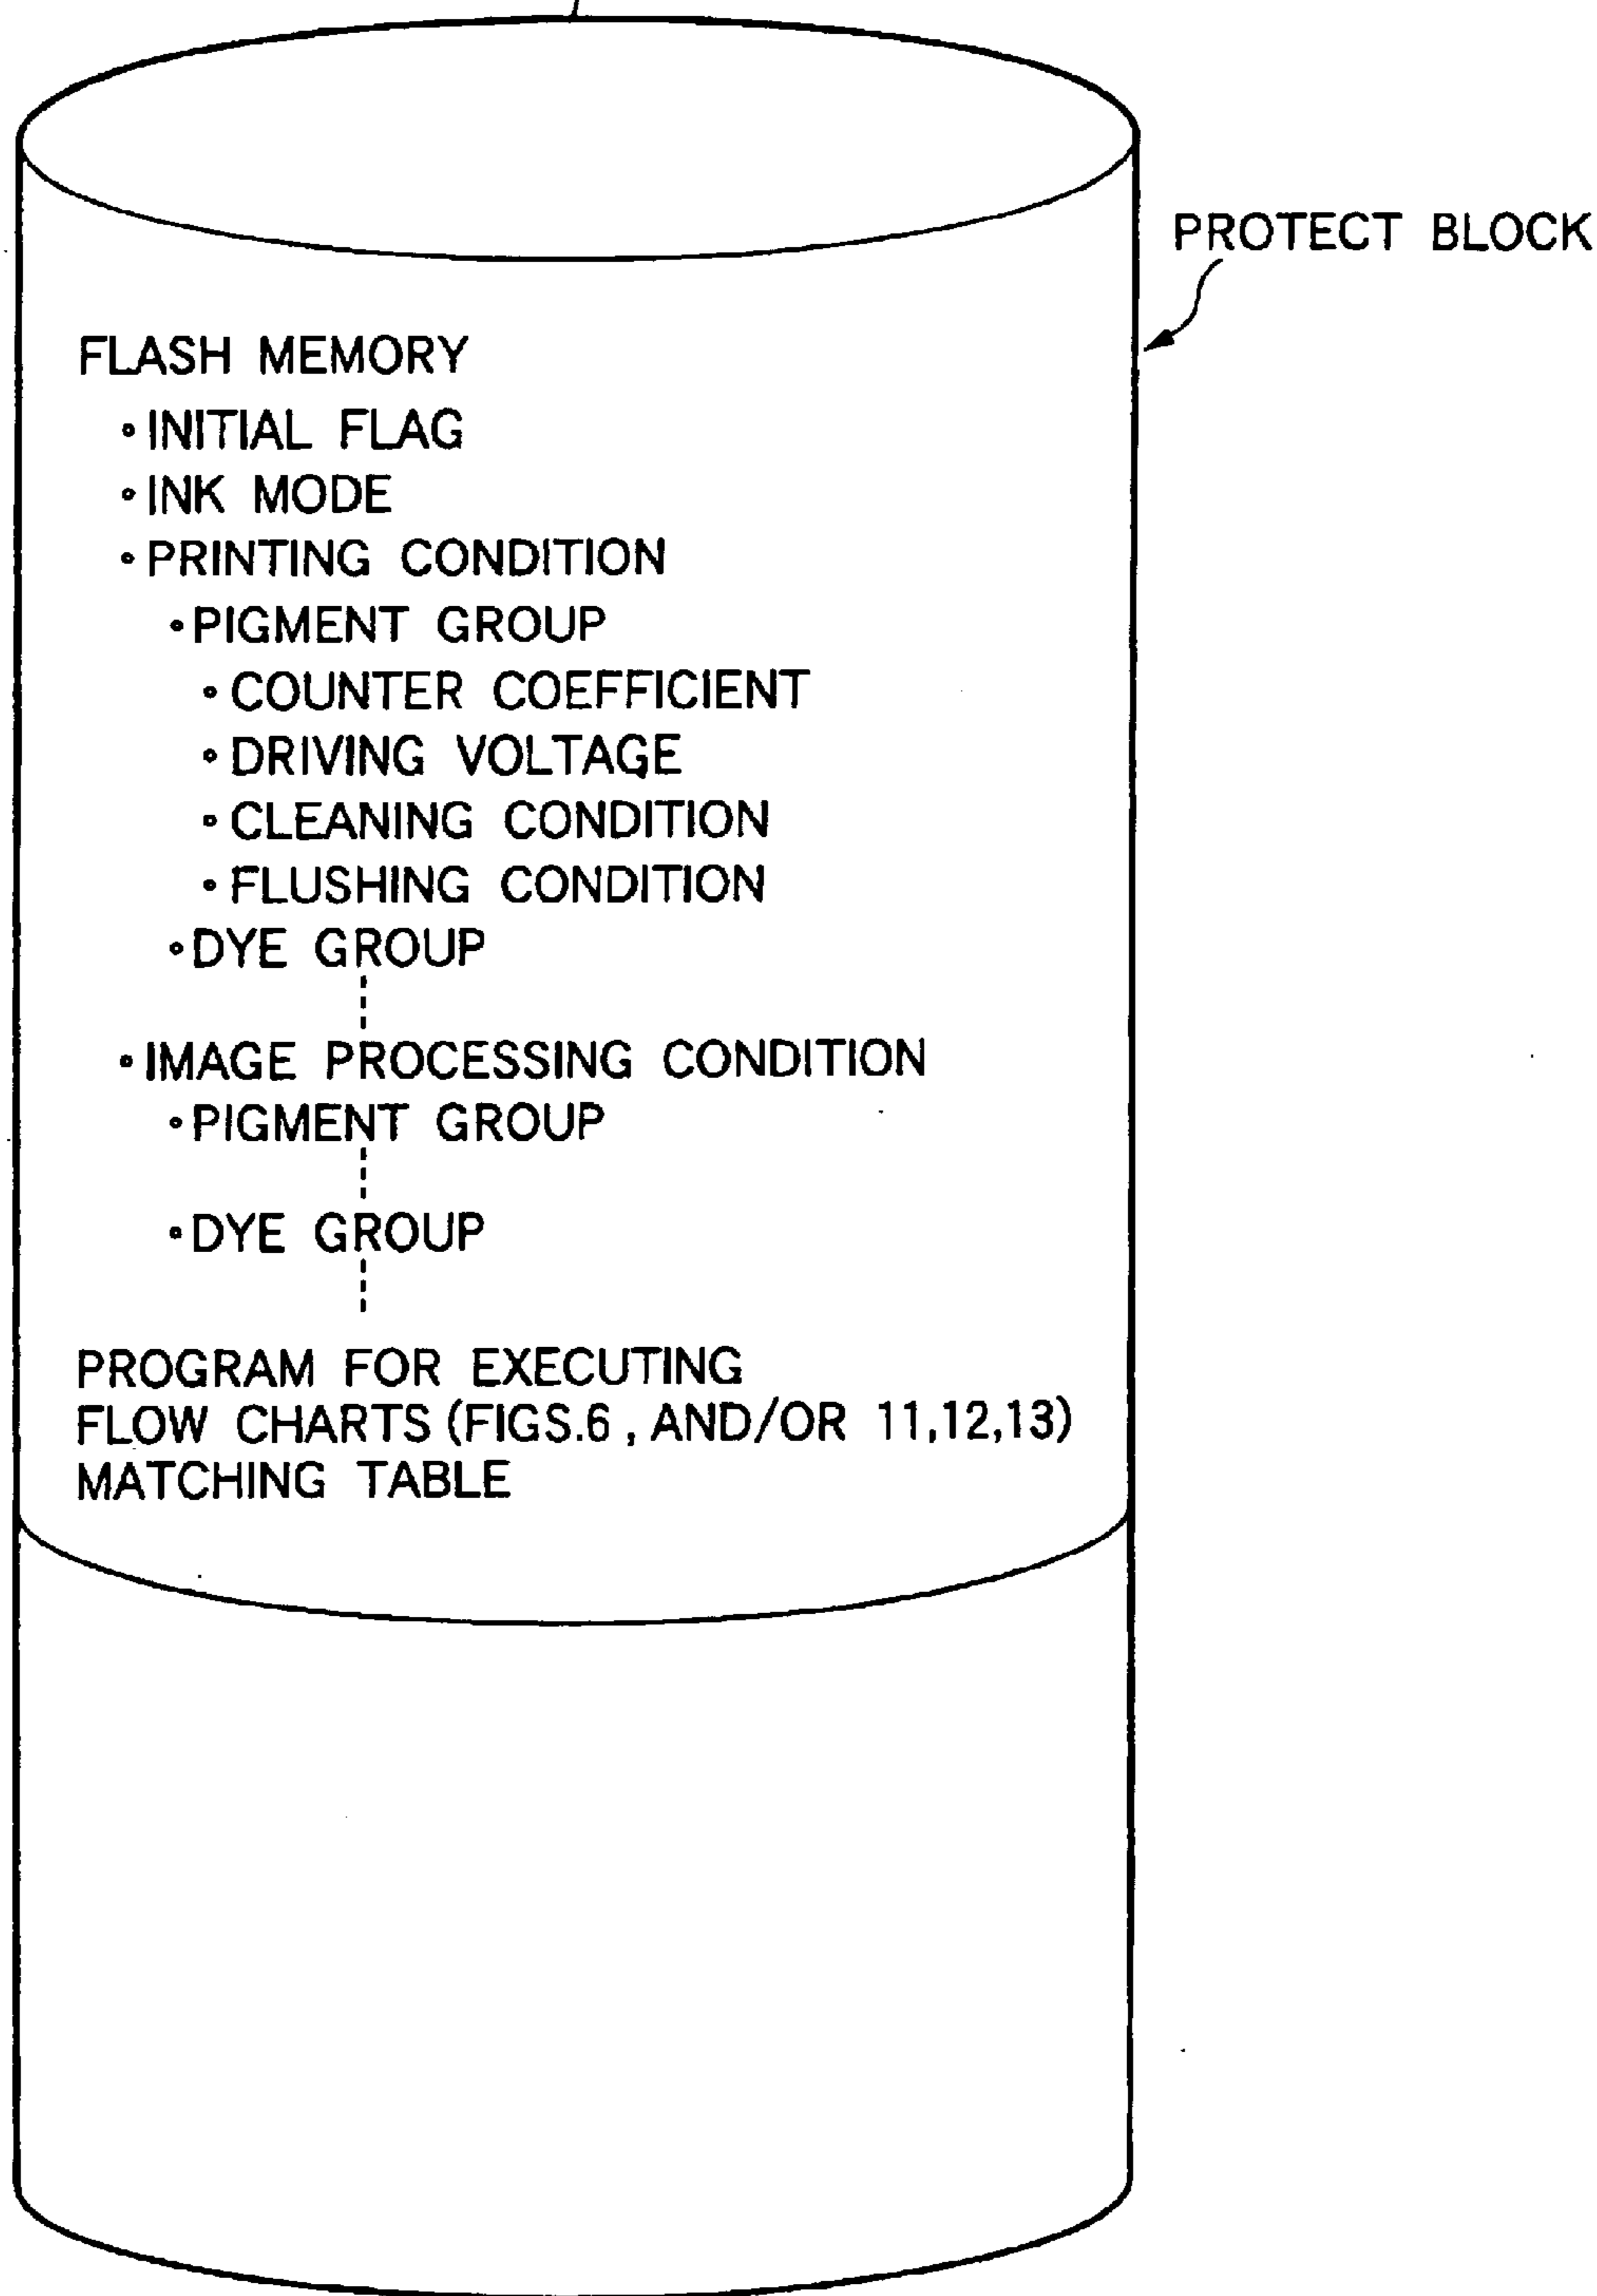 PROTECT BLOCK
FLASH MEMORY
•INITIAL FLAG
•INK MODE
•PRINTING CONDITION
•PIGMENT GROUP
•COUNTER COEFFICIENT
•DRIVING VOLTAGE
•CLEANING CONDITION
•FLUSHING CONDITION
•DYE GROUP
•IMAGE PROCESSING CONDITION
•PIGMENT GROUP
•DYE GROUP
PROGRAM FOR EXECUTING
FLOW CHARTS (FIGS.6 , AND/OR 11,12,13)
MATCHING TABLE